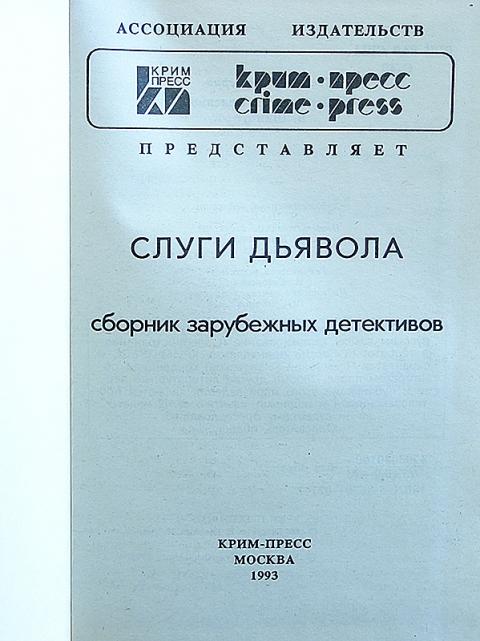 АССОЦИАЦИЯ ИЗДАТЕЛЬСТВ
КРИМ
ПРЕСС
крим·пресс
crime·press
ПРЕДСТАВЛЯЕТ
СЛУГИ ДЬЯВОЛА
сборник зарубежных детективов
КРИМ-ПРЕСС
МОСКВА
1993